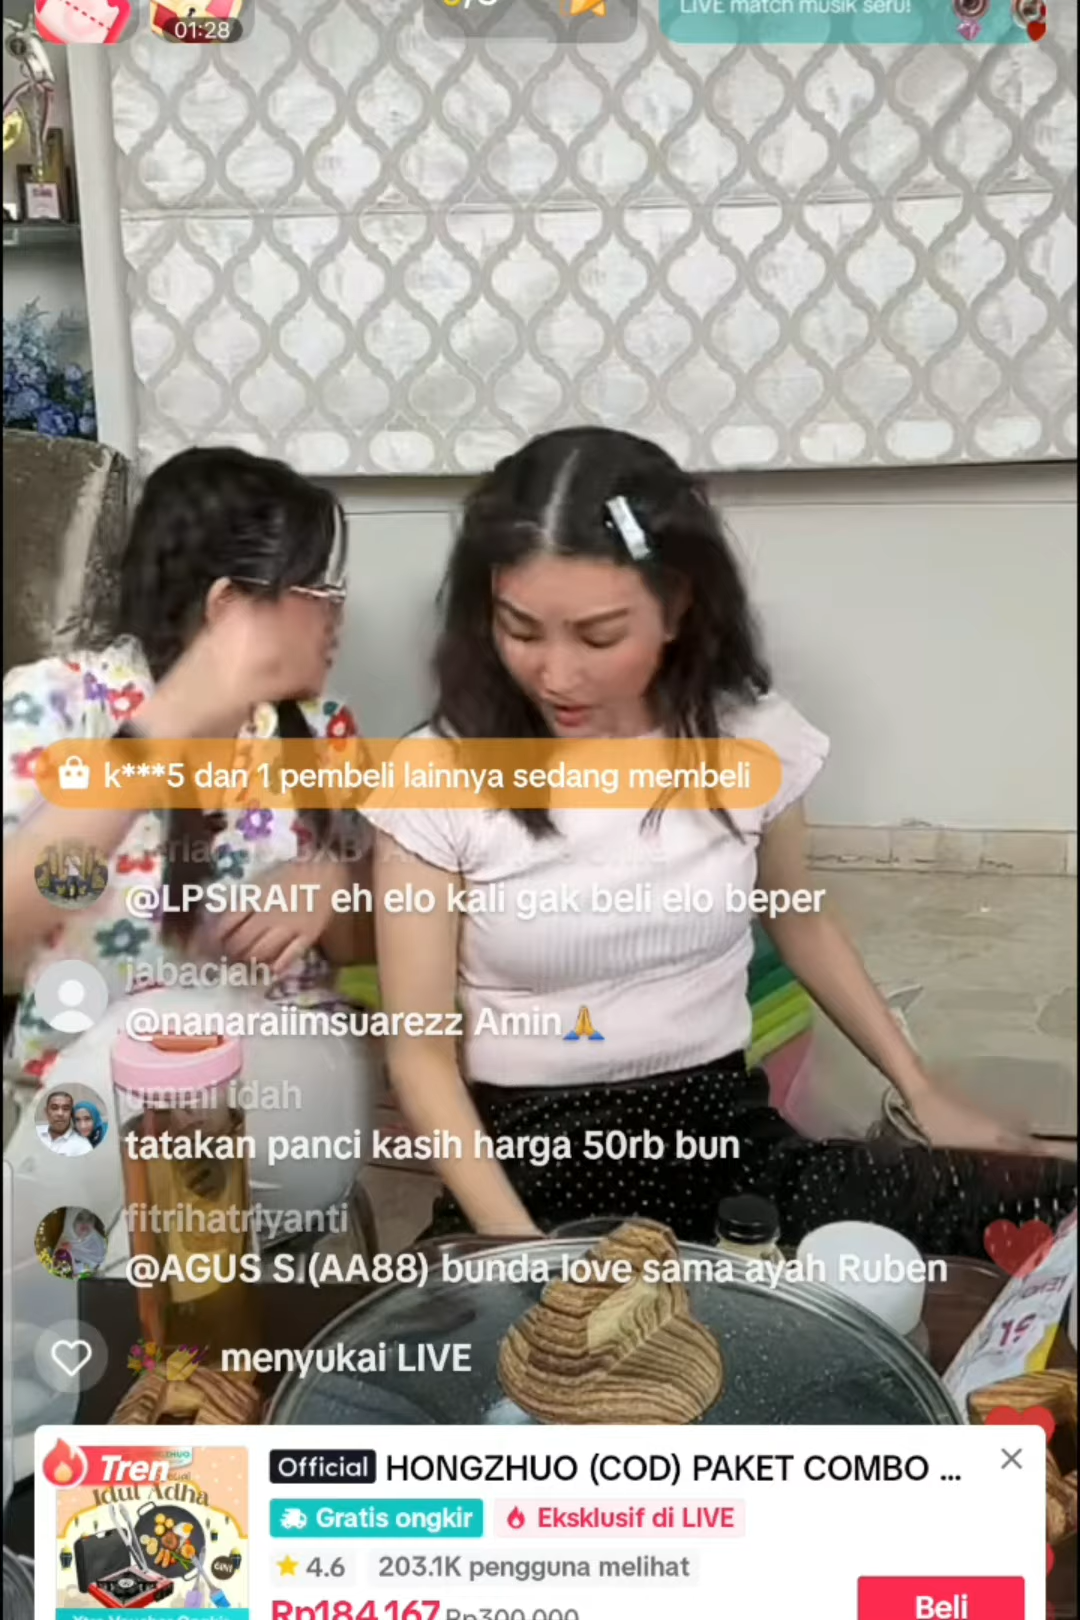 01:28
LIVE match musik seru!
k***5 dan 1 pembeli lainnya sedang membeli
@LPSIRAIT eh elo kali gak beli elo beper
jabaciah
@nanaraiimsuarezz Amin🙏
ummi idah
tatakan panci kasih harga 50rb bun
fitrihatriyanti
@AGUS S.(AA88) bunda love sama ayah Ruben
menyukai LIVE
Tren
Idul Adha
Official HONGZHUO (COD) PAKET COMBO ...
Gratis ongkir
Eksklusif di LIVE
4.6
203.1K pengguna melihat
Rp184.167 Rp300.000
Beli